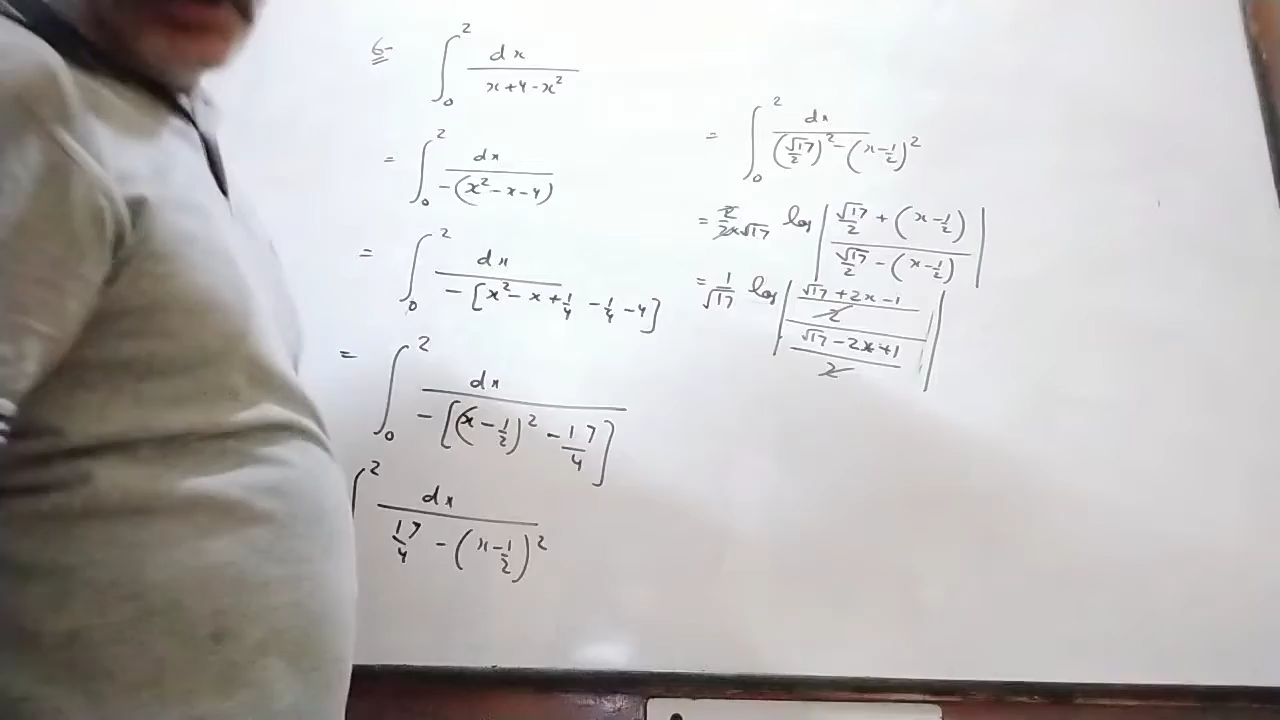 6- ∫₀² dx / (x+4-x²)
= ∫₀² dx / -(x²-x-4)
= ∫₀² dx / -[x²-x+1/4-1/4-4]
= ∫₀² dx / -[(x-1/2)²-17/4]
∫₀² dx / 17/4-(x-1/2)²
= ∫₀² dx / (√17/2)²-(x-1/2)²
= 2/2×√17 log |√17/2+(x-1/2) / √17/2-(x-1/2)|
= 1/√17 log |(√17+2x-1)/2 / (√17-2x+1)/2|